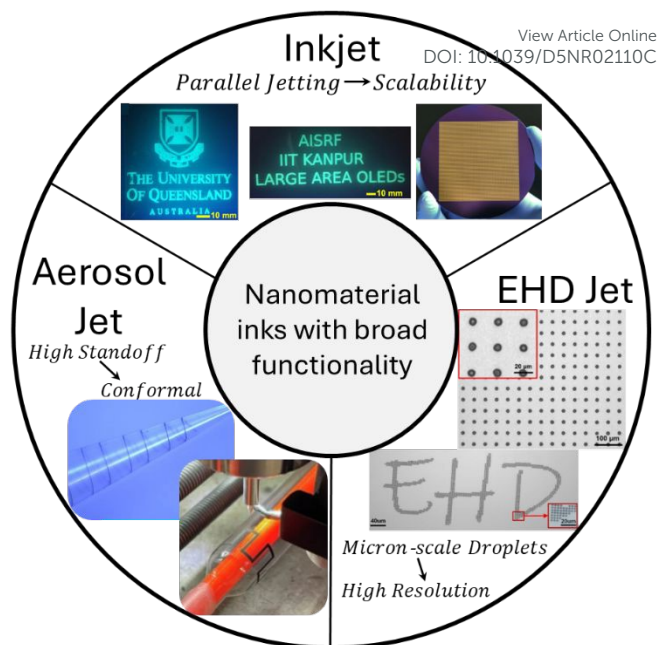 View Article Online
DOI: 10.1039/D5NR02110C
Inkjet
Parallel Jetting → Scalability
THE UNIVERSITY
OF QUEENSLAND
AUSTRALIA
10 mm
AISRF
IIT KANPUR
LARGE AREA OLEDs
10 mm
Aerosol
Jet
High Standoff
Conformal
Nanomaterial
inks with broad
functionality
EHD Jet
20 μm
100 μm
EHD
40um
20um
Micron-scale Droplets
High Resolution